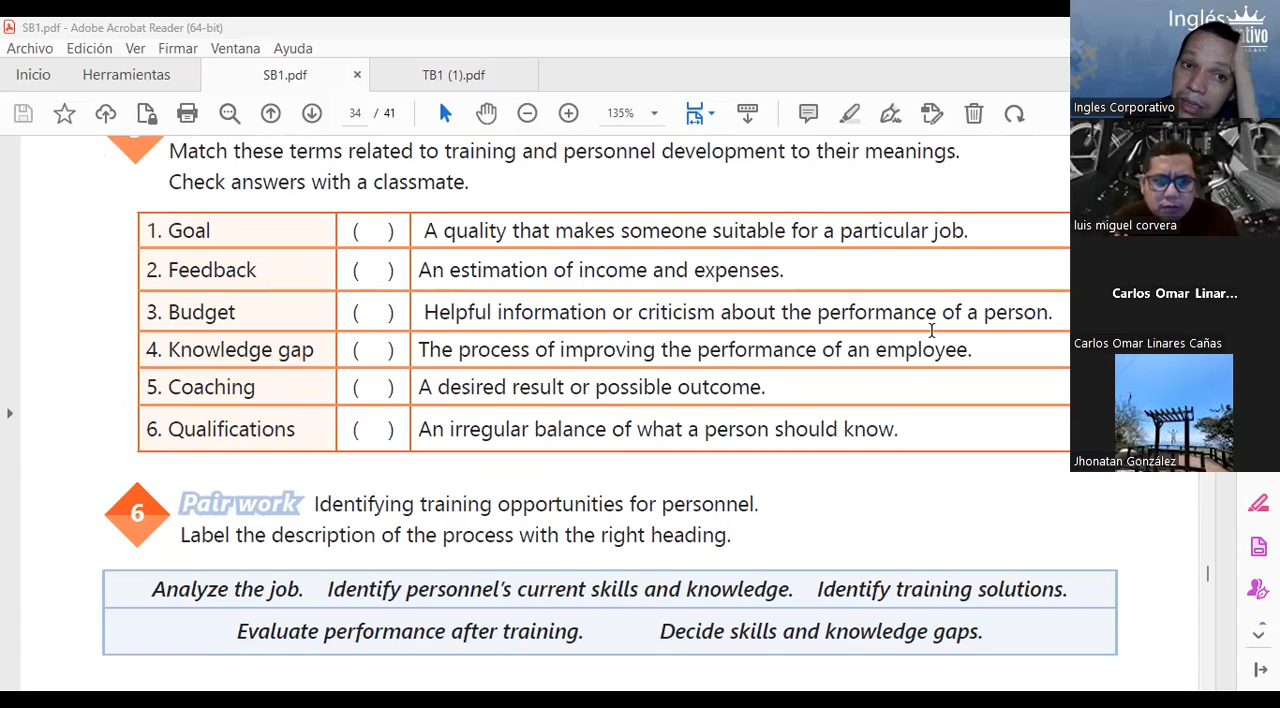 SB1.pdf - Adobe Acrobat Reader (64-bit)
Archivo Edición Ver Firmar Ventana Ayuda
Inicio Herramientas SB1.pdf × TB1 (1).pdf
34 / 41 135%
Match these terms related to training and personnel development to their meanings.
Check answers with a classmate.
1. Goal ( ) A quality that makes someone suitable for a particular job.
2. Feedback ( ) An estimation of income and expenses.
3. Budget ( ) Helpful information or criticism about the performance of a person.
4. Knowledge gap ( ) The process of improving the performance of an employee.
5. Coaching ( ) A desired result or possible outcome.
6. Qualifications ( ) An irregular balance of what a person should know.
6 Pair work Identifying training opportunities for personnel.
Label the description of the process with the right heading.
Analyze the job. Identify personnel's current skills and knowledge. Identify training solutions.
Evaluate performance after training. Decide skills and knowledge gaps.
Inglés
Ingles Corporativo
luis miguel corvera
Carlos Omar Linar...
Carlos Omar Linares Cañas
Jhonatan González